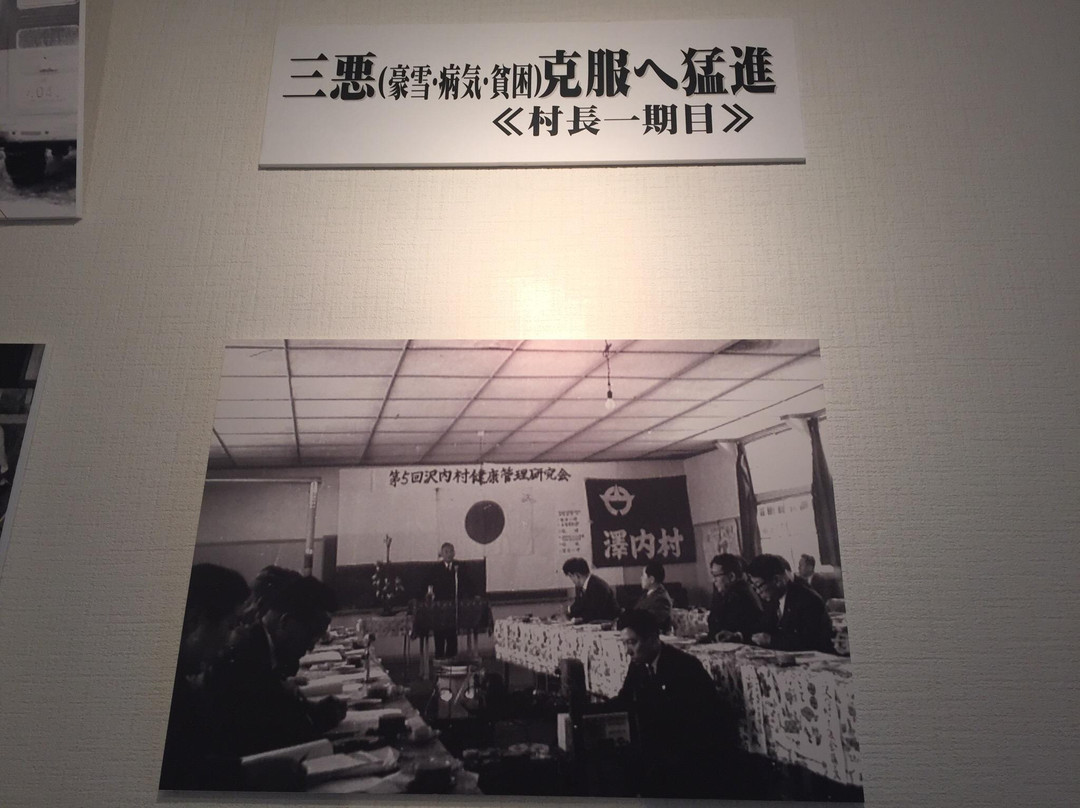 三悪(豪雪・病気・貧困)克服へ猛進
≪村長一期目≫
第5回沢内村健康管理研究会
澤内村